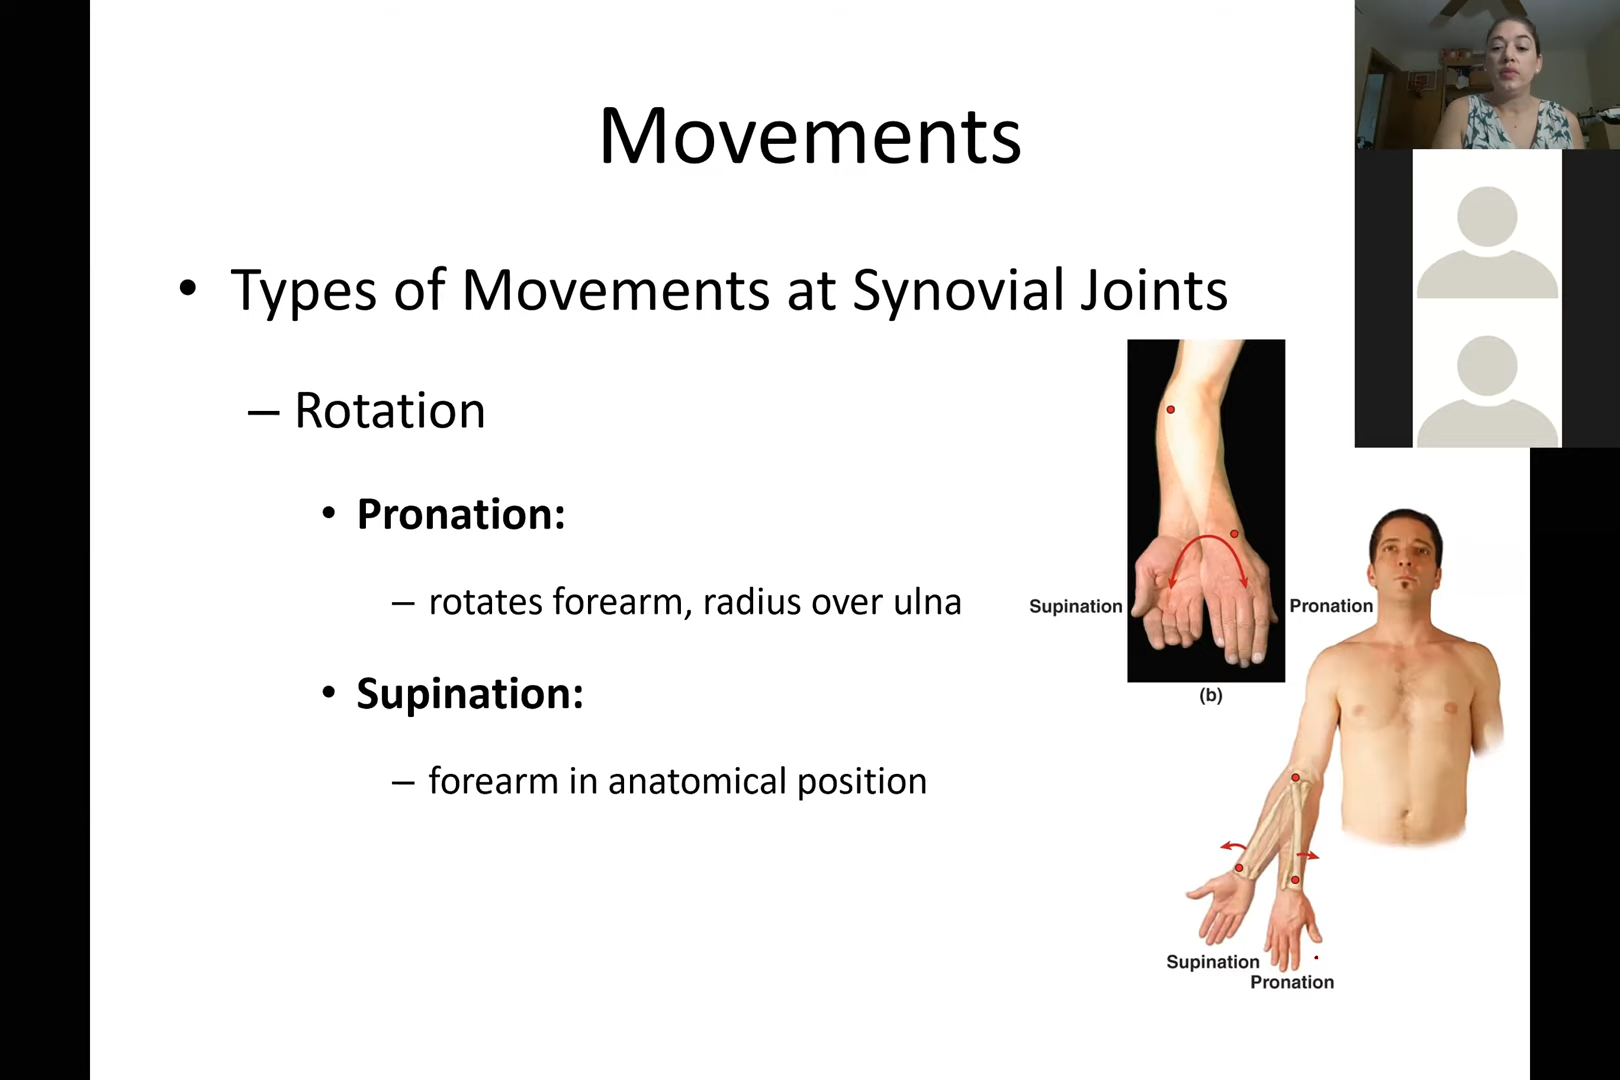 Movements
• Types of Movements at Synovial Joints
– Rotation
• Pronation:
– rotates forearm, radius over ulna
• Supination:
– forearm in anatomical position
Supination
Pronation
(b)
Supination
Pronation